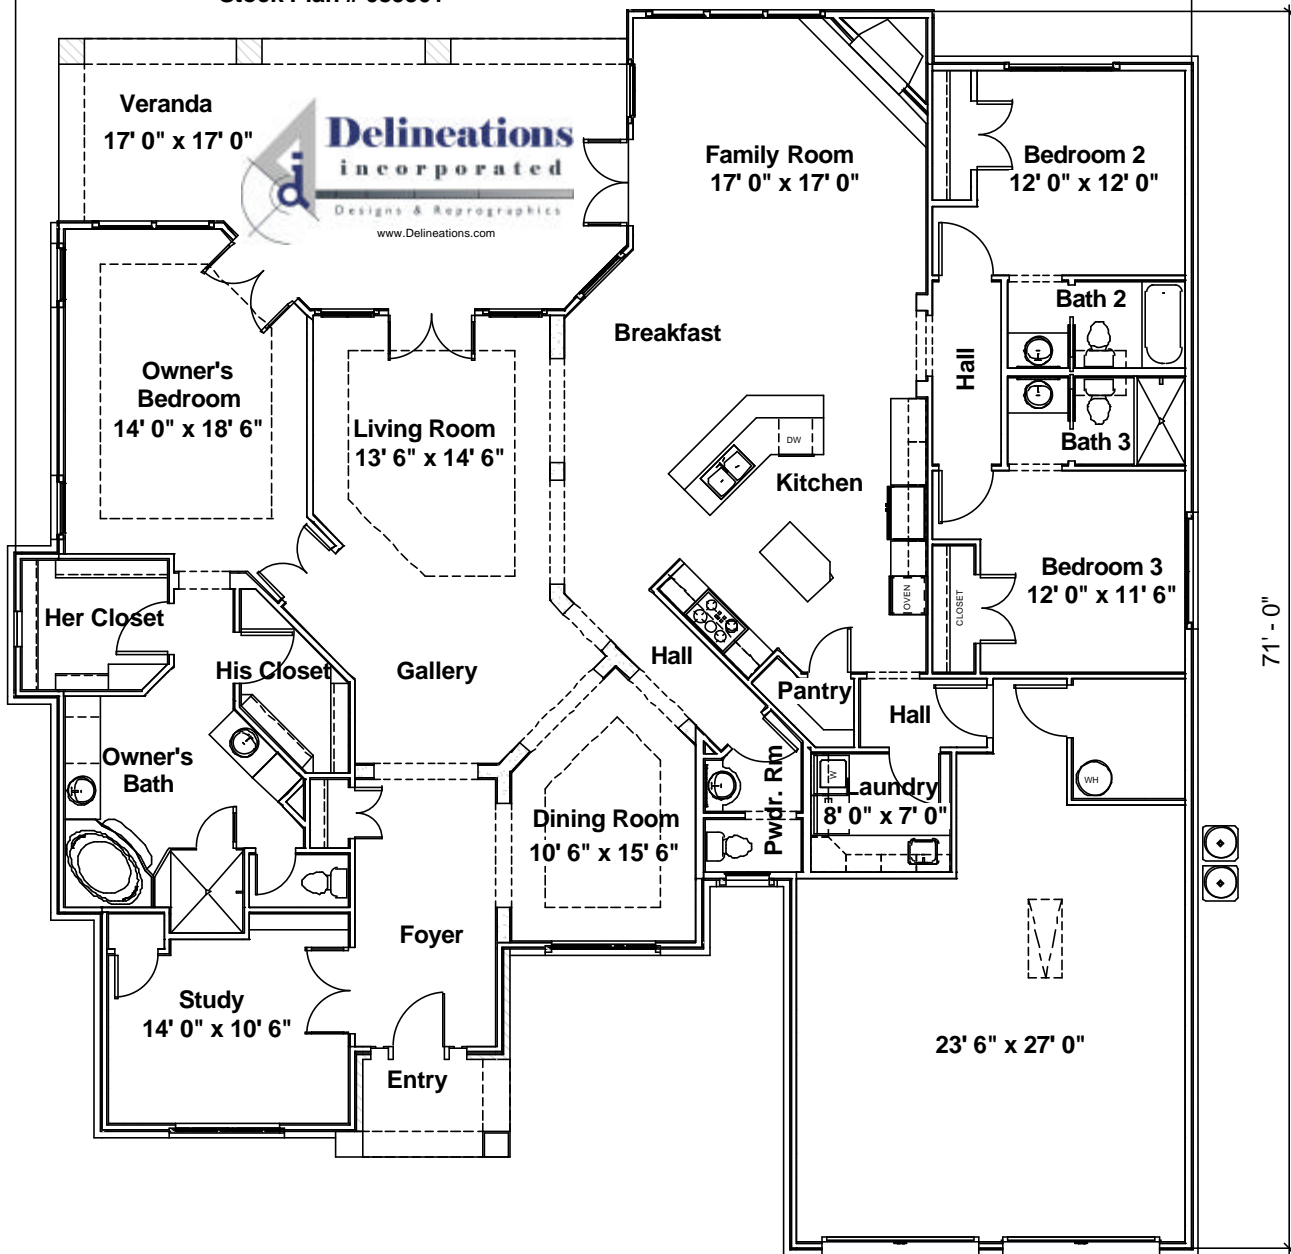 Veranda
17' 0" x 17' 0"
Delineations
incorporated
Designs & Reprographics
www.Delineations.com
Family Room
17' 0" x 17' 0"
Bedroom 2
12' 0" x 12' 0"
Bath 2
Breakfast
Hall
Owner's
Bedroom
14' 0" x 18' 6"
Living Room
13' 6" x 14' 6"
DW
Bath 3
Kitchen
Bedroom 3
12' 0" x 11' 6"
OVEN
CLOSET
Her Closet
71' - 0"
His Closet
Gallery
Hall
Pantry
Hall
Owner's
Bath
W
WH
Laundry
8' 0" x 7' 0"
Pwdr. Rm
Dining Room
10' 6" x 15' 6"
Foyer
Study
14' 0" x 10' 6"
23' 6" x 27' 0"
Entry